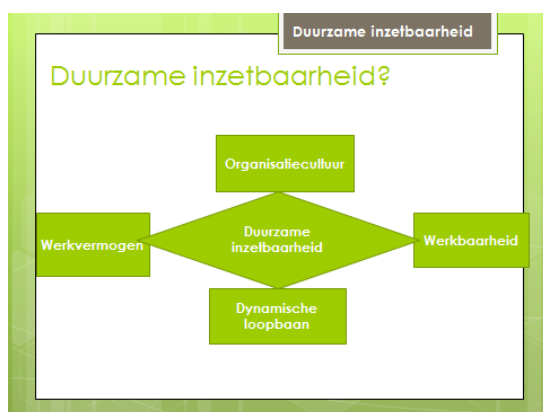 Duurzame inzetbaarheid
Duurzame inzetbaarheid?
Organisatiecultuur
Werkvermogen
Duurzame
inzetbaarheid
Werkbaarheid
Dynamische
loopbaan